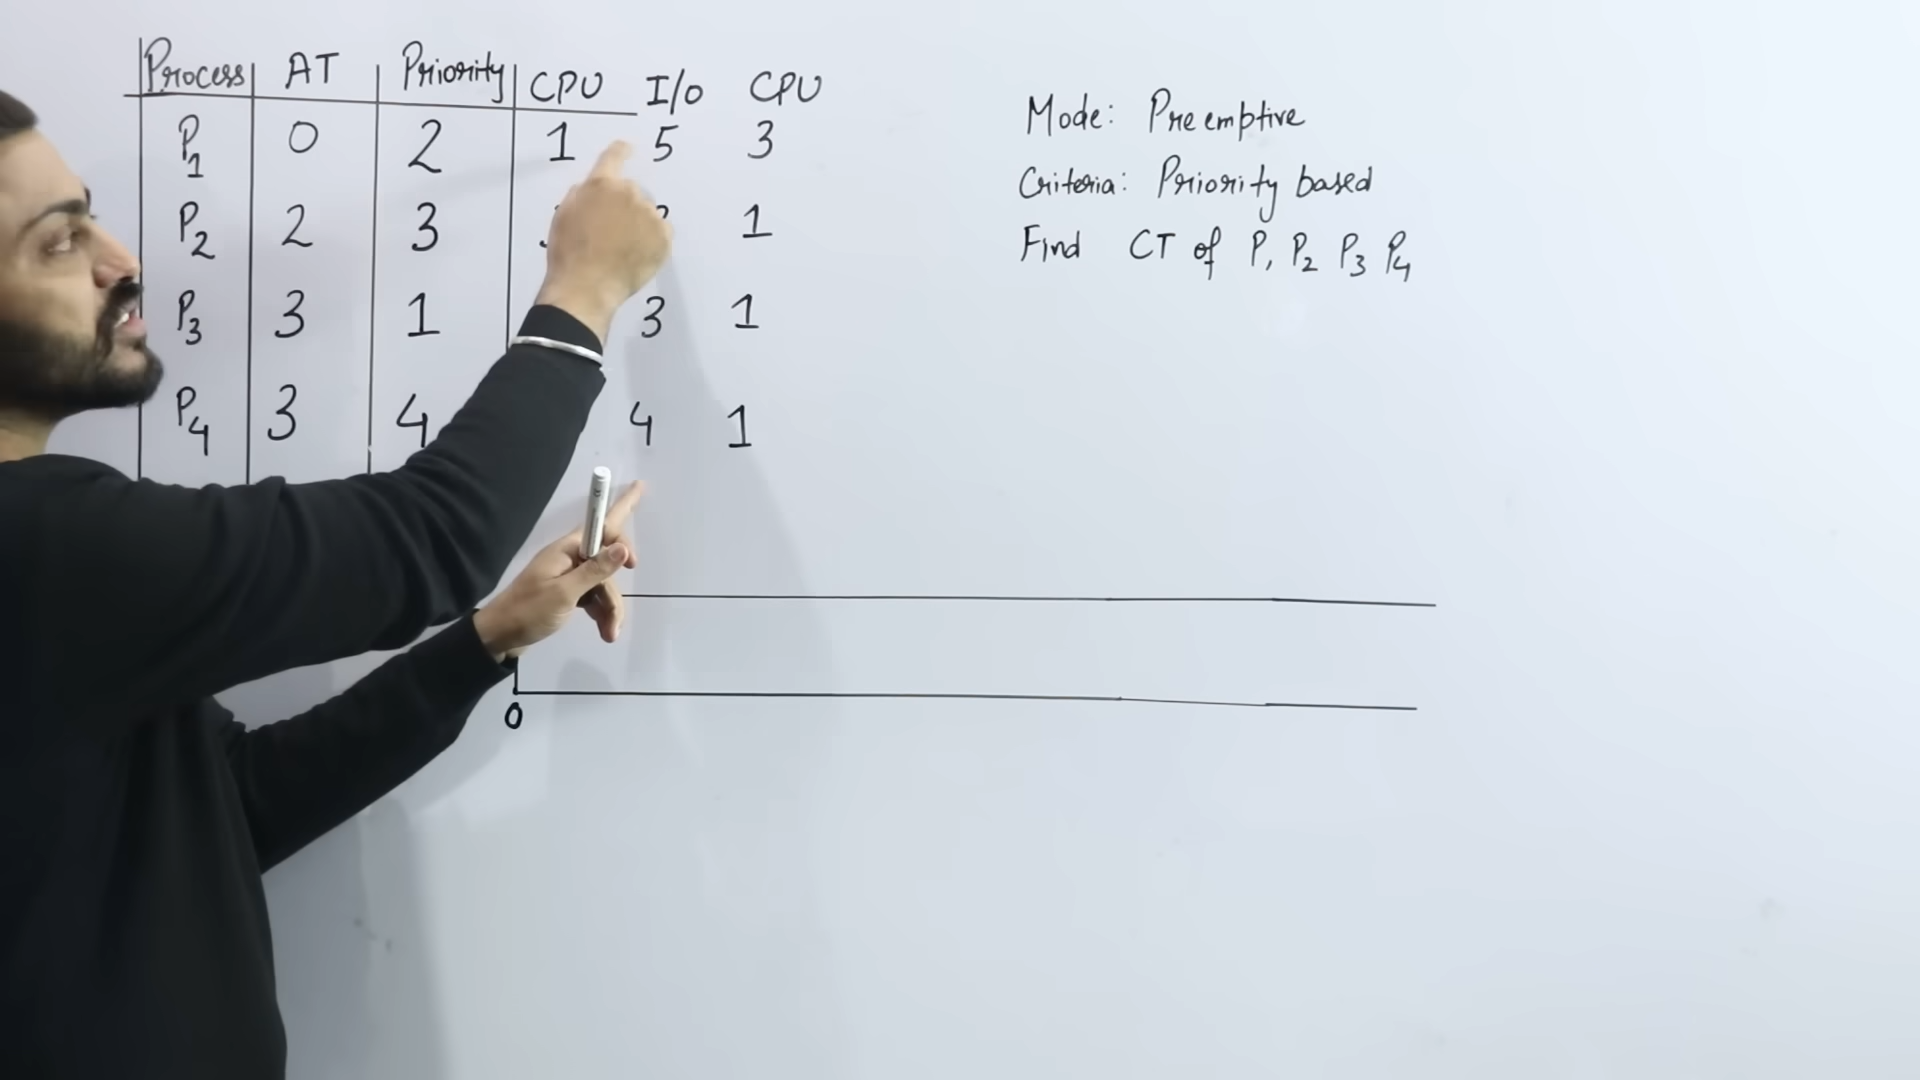 Process AT Priority CPU I/O CPU
P1 0 2 1 5 3
P2 2 3 1
P3 3 1 3 1
P4 3 4 4 1
Mode: Preemptive
Criteria: Priority based
Find CT of P1 P2 P3 P4
0